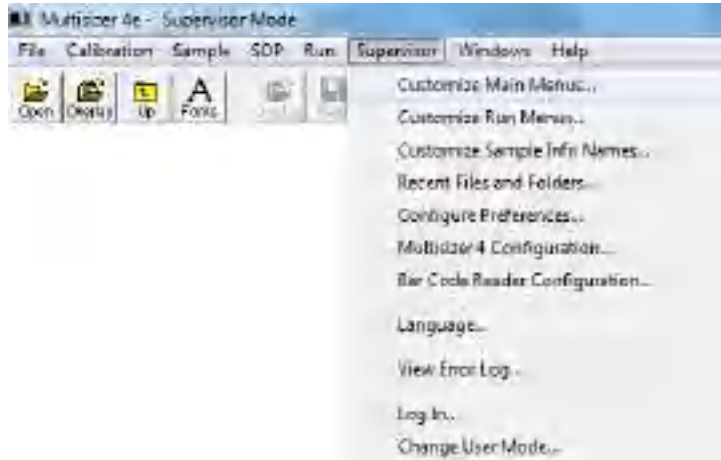 Multisizer 4e - Supervisor Mode
File Calibration Sample SOP Run Supervisor Windows Help
Open Overlay Up Fonts
Customize Main Menus...
Customize Run Menus...
Customize Sample Info Names...
Recent Files and Folders...
Configure Preferences...
Multisizer 4 Configuration...
Bar Code Reader Configuration...
Language...
View Error Log...
Log In...
Change User Mode...